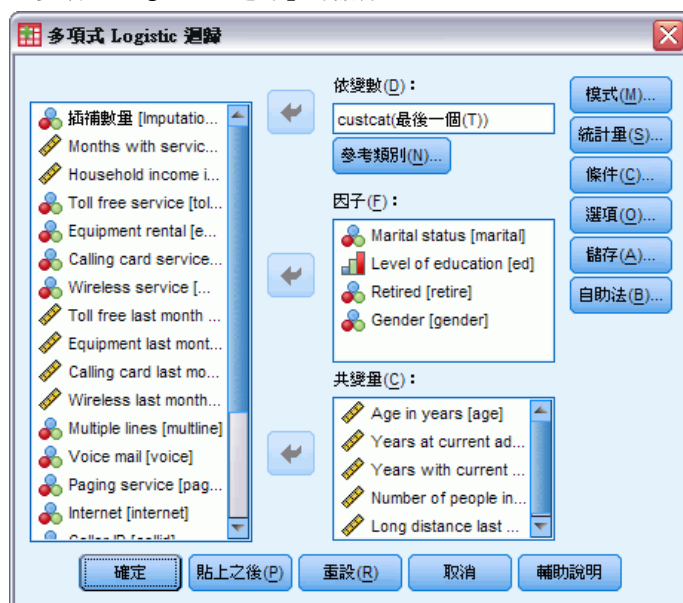 多項式 Logistic 迴歸
插補數量 [Imputatio...
Months with servic...
Household income i...
Toll free service [tol...
Equipment rental [e...
Calling card service...
Wireless service [...
Toll free last month ...
Equipment last mont...
Calling card last mo...
Wireless last month...
Multiple lines [multline]
Voice mail [voice]
Paging service [pag...
Internet [internet]
依變數(D)：
custcat(最後一個(T))
參考類別(N)...
因子(F)：
Marital status [marital]
Level of education [ed]
Retired [retire]
Gender [gender]
共變量(C)：
Age in years [age]
Years at current ad...
Years with current ...
Number of people in...
Long distance last ...
模式(M)...
統計量(S)...
條件(C)...
選項(O)...
儲存(A)...
自助法(B)...
確定
貼上之後(P)
重設(R)
取消
輔助說明